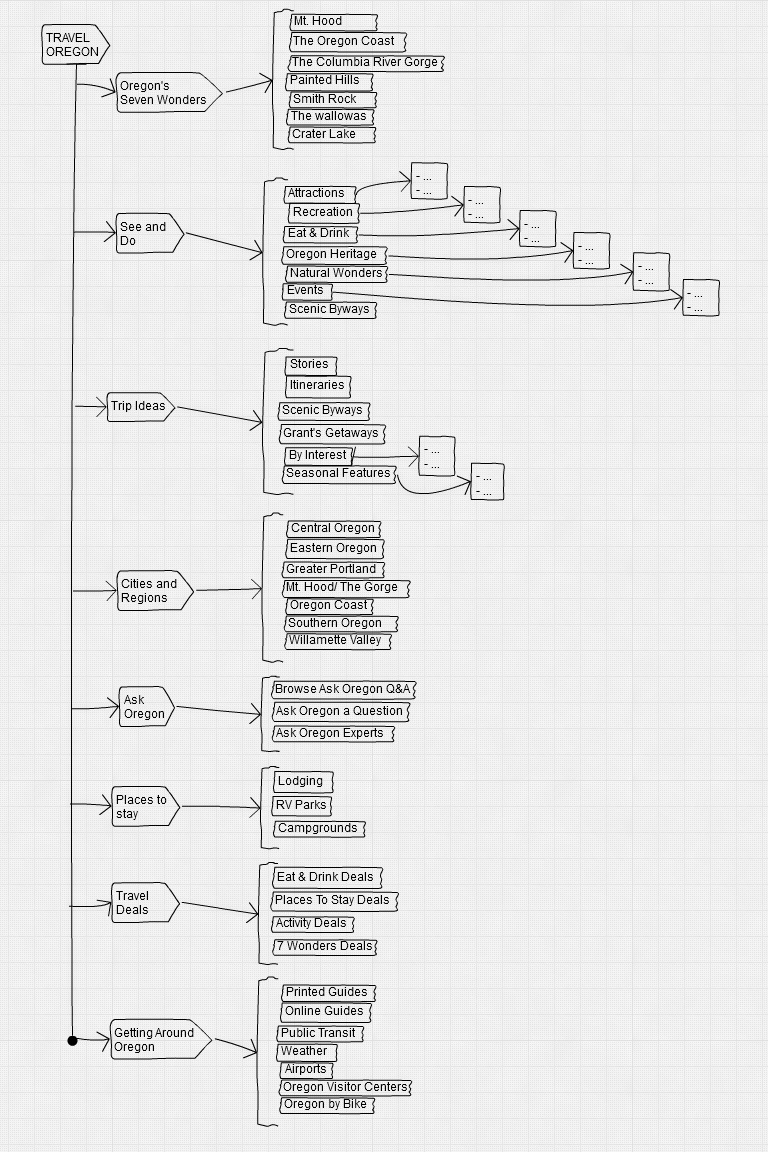 TRAVEL
OREGON
Oregon's
Seven Wonders
Mt. Hood
The Oregon Coast
The Columbia River Gorge
Painted Hills
Smith Rock
The wallowas
Crater Lake
See and
Do
Attractions
- ...
- ...
Recreation
- ...
- ...
Eat & Drink
- ...
- ...
Oregon Heritage
- ...
- ...
Natural Wonders
- ...
- ...
Events
- ...
- ...
Scenic Byways
Trip Ideas
Stories
Itineraries
Scenic Byways
Grant's Getaways
By Interest
- ...
- ...
Seasonal Features
- ...
- ...
Cities and
Regions
Central Oregon
Eastern Oregon
Greater Portland
Mt. Hood/ The Gorge
Oregon Coast
Southern Oregon
Willamette Valley
Ask
Oregon
Browse Ask Oregon Q&A
Ask Oregon a Question
Ask Oregon Experts
Places to
stay
Lodging
RV Parks
Campgrounds
Travel
Deals
Eat & Drink Deals
Places To Stay Deals
Activity Deals
7 Wonders Deals
Getting Around
Oregon
Printed Guides
Online Guides
Public Transit
Weather
Airports
Oregon Visitor Centers
Oregon by Bike